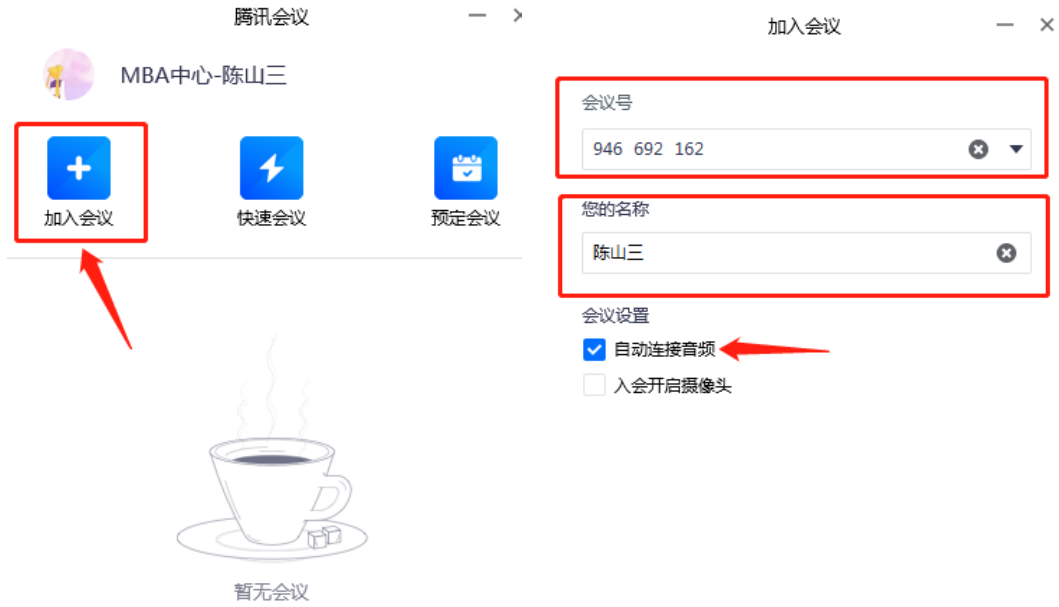 腾讯会议
MBA中心-陈山三
加入会议
快速会议
预定会议
暂无会议
加入会议
会议号
946 692 162
您的名称
陈山三
会议设置
自动连接音频
入会开启摄像头